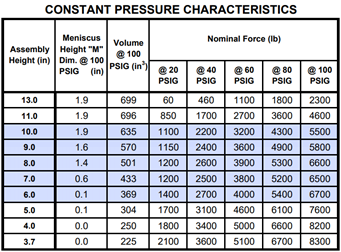 CONSTANT PRESSURE CHARACTERISTICS
Assembly Height (in) Meniscus Height "M" Dim. @ 100 PSIG (in) Volume @ 100 PSIG (in³) Nominal Force (lb)
@ 20 PSIG @ 40 PSIG @ 60 PSIG @ 80 PSIG @ 100 PSIG
13.0 1.9 699 60 460 1100 1800 2300
11.0 1.9 696 850 1700 2700 3600 4600
10.0 1.9 635 1100 2200 3200 4300 5500
9.0 1.6 570 1150 2400 3600 4900 5800
8.0 1.4 501 1200 2600 3900 5300 6600
7.0 0.6 433 1200 2500 3800 5200 6500
6.0 0.1 369 1400 2700 4000 5400 6700
5.0 0.1 304 1700 3100 4600 6100 7600
4.0 0.0 250 1800 3400 5000 6600 8200
3.7 0.0 225 2100 3600 5100 6700 8300